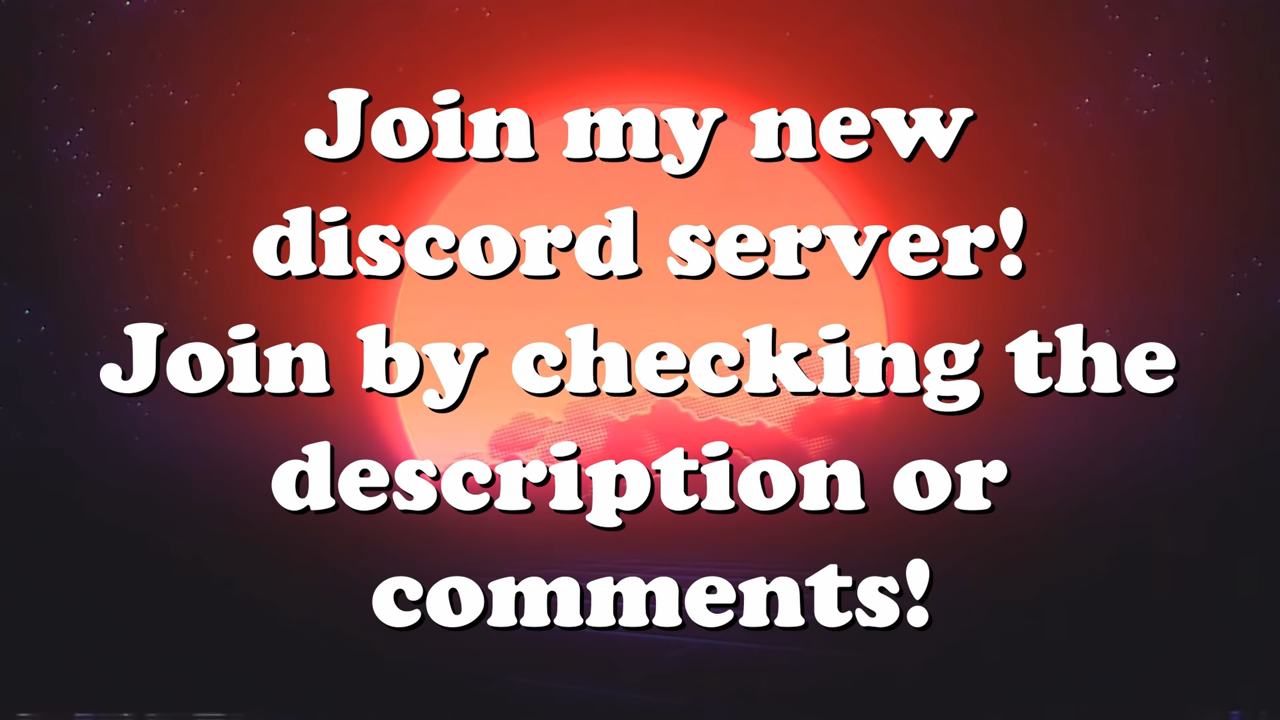 Join my new
discord server!
Join by checking the
description or
comments!